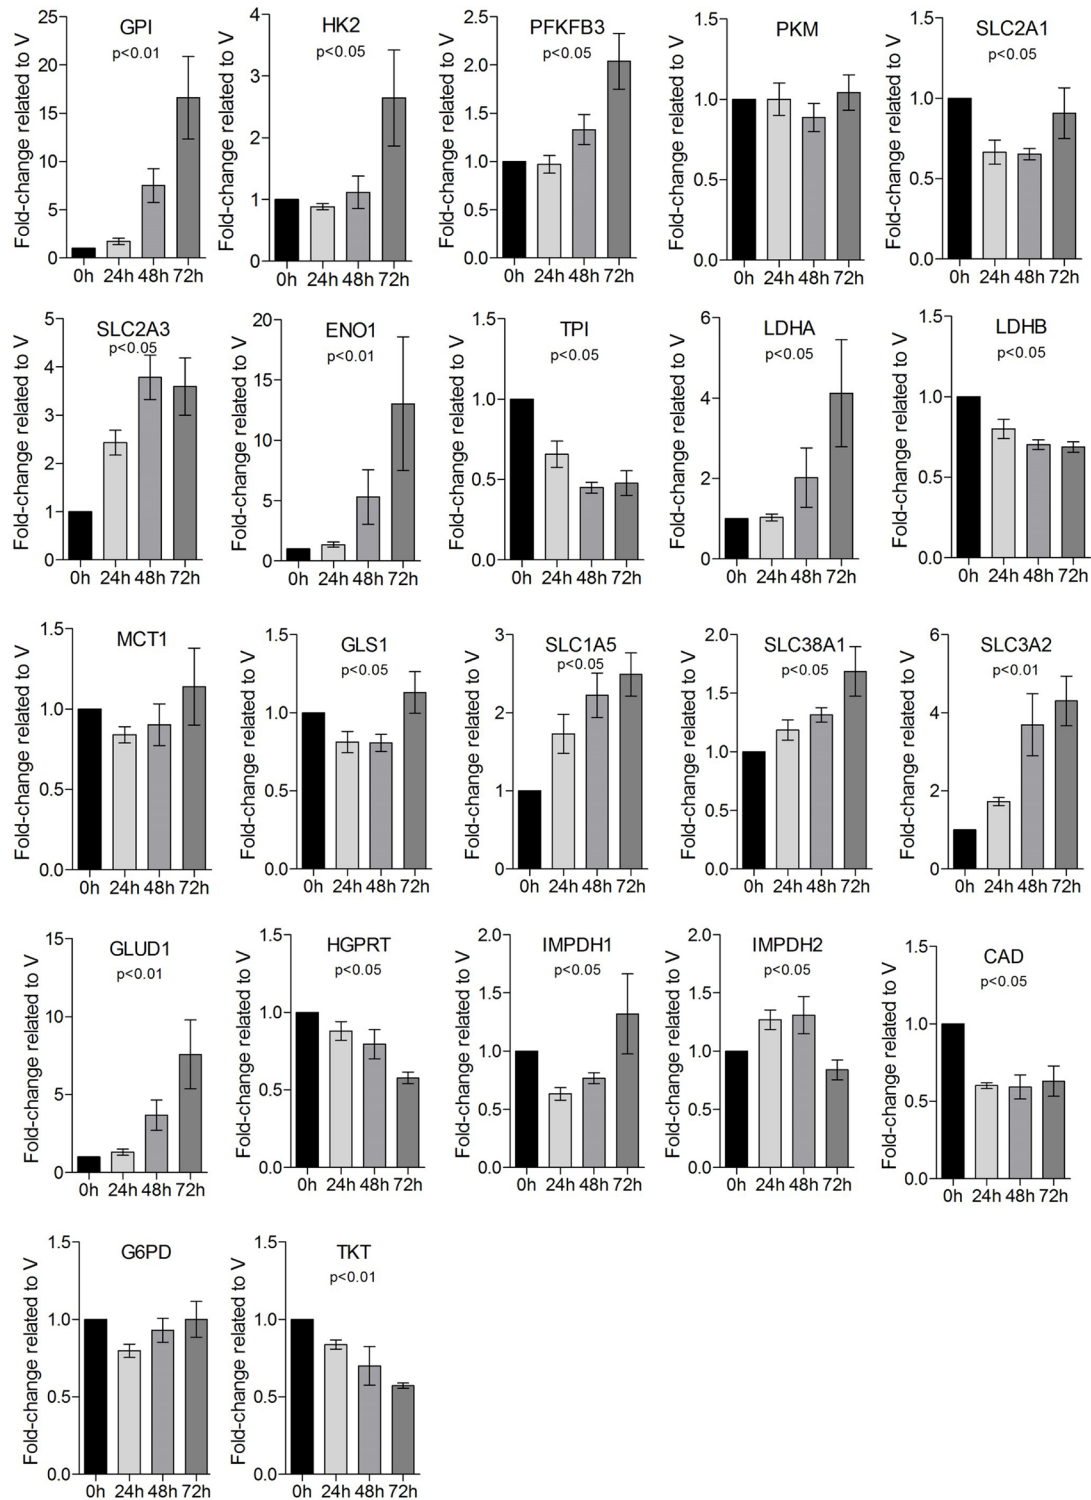 GPI
p<0.01
Fold-change related to V
25
20
15
10
5
0
0h 24h 48h 72h
HK2
p<0.05
Fold-change related to V
4
3
2
1
0
0h 24h 48h 72h
PFKFB3
p<0.05
Fold-change related to V
2.5
2.0
1.5
1.0
0.5
0.0
0h 24h 48h 72h
PKM
Fold-change related to V
1.5
1.0
0.5
0.0
0h 24h 48h 72h
SLC2A1
p<0.05
Fold-change related to V
1.5
1.0
0.5
0.0
0h 24h 48h 72h
SLC2A3
p<0.05
Fold-change related to V
5
4
3
2
1
0
0h 24h 48h 72h
ENO1
p<0.01
Fold-change related to V
20
15
10
5
0
0h 24h 48h 72h
TPI
p<0.05
Fold-change related to V
1.5
1.0
0.5
0.0
0h 24h 48h 72h
LDHA
p<0.05
Fold-change related to V
6
4
2
0
0h 24h 48h 72h
LDHB
p<0.05
Fold-change related to V
1.5
1.0
0.5
0.0
0h 24h 48h 72h
MCT1
Fold-change related to V
1.5
1.0
0.5
0.0
0h 24h 48h 72h
GLS1
p<0.05
Fold-change related to V
1.5
1.0
0.5
0.0
0h 24h 48h 72h
SLC1A5
p<0.05
Fold-change related to V
3
2
1
0
0h 24h 48h 72h
SLC38A1
p<0.05
Fold-change related to V
2.0
1.5
1.0
0.5
0.0
0h 24h 48h 72h
SLC3A2
p<0.01
Fold-change related to V
6
4
2
0
0h 24h 48h 72h
GLUD1
p<0.01
Fold-change related to V
15
10
5
0
0h 24h 48h 72h
HGPRT
p<0.05
Fold-change related to V
1.5
1.0
0.5
0.0
0h 24h 48h 72h
IMPDH1
p<0.05
Fold-change related to V
2.0
1.5
1.0
0.5
0.0
0h 24h 48h 72h
IMPDH2
p<0.05
Fold-change related to V
2.0
1.5
1.0
0.5
0.0
0h 24h 48h 72h
CAD
p<0.05
Fold-change related to V
1.5
1.0
0.5
0.0
0h 24h 48h 72h
G6PD
Fold-change related to V
1.5
1.0
0.5
0.0
0h 24h 48h 72h
TKT
p<0.01
Fold-change related to V
1.5
1.0
0.5
0.0
0h 24h 48h 72h